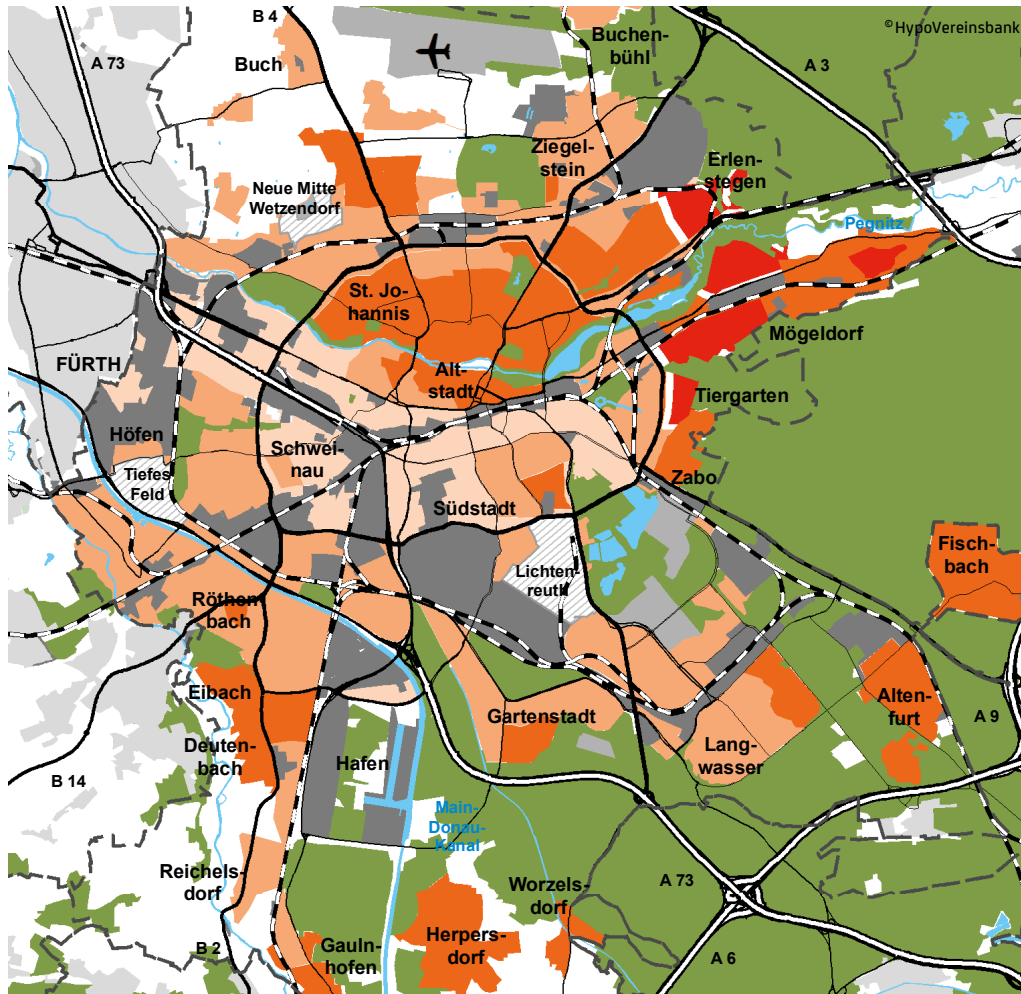 B 4
© HypoVereinsbank
Buchen-
bühl
A 73
Buch
A 3
Ziegel-
stein
Erlen-
stegen
Neue Mitte
Wetzendorf
Pegnitz
St. Jo-
hannis
Mögeldorf
FÜRTH
Alt-
stadt
Tiergarten
Höfen
Schwei-
nau
Tiefes
Feld
Zabo
Südstadt
Fisch-
bach
Lichten-
reuth
Röthen
bach
Eibach
Gartenstadt
Alten-
furt
A 9
Deuten-
bach
Hafen
Lang-
wasser
B 14
Main-
Donau-
Kanal
Reichels-
dorf
Worzels-
dorf
A 73
B 2
Gauln-
hofen
Herpers-
dorf
A 6